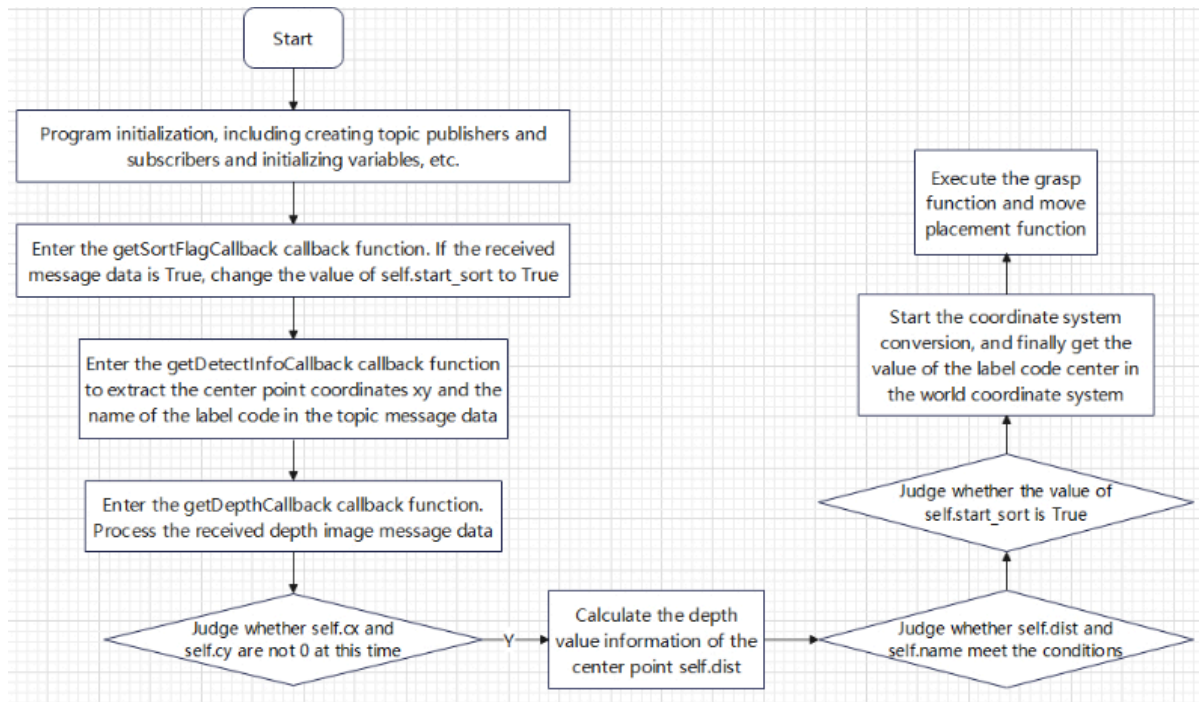 Start
Program initialization, including creating topic publishers and
subscribers and initializing variables, etc.
Enter the getSortFlagCallback callback function. If the received
message data is True, change the value of self.start_sort to True
Enter the getDetectInfoCallback callback function
to extract the center point coordinates xy and the
name of the label code in the topic message data
Enter the getDepthCallback callback function.
Process the received depth image message data
Judge whether self.cx and
self.cy are not 0 at this time
Y
Calculate the depth
value information of the
center point self.dist
Judge whether self.dist and
self.name meet the conditions
Judge whether the value of
self.start_sort is True
Start the coordinate system
conversion, and finally get the
value of the label code center in
the world coordinate system
Execute the grasp
function and move
placement function